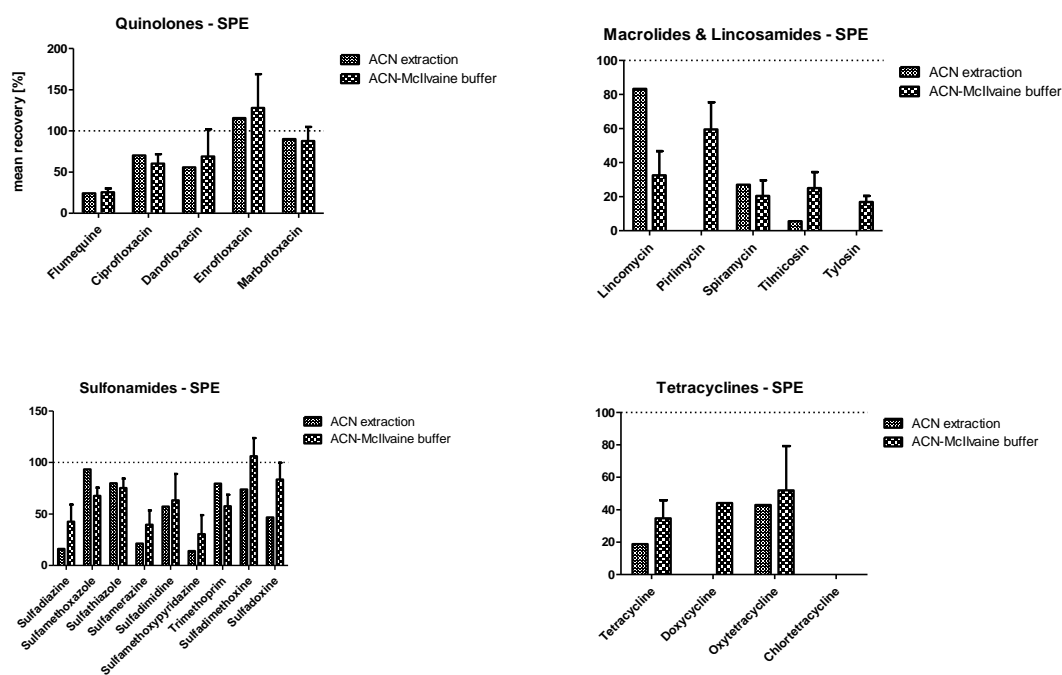 Quinolones - SPE
mean recovery [%]
200
150
100
50
0
ACN extraction
ACN-McIlvaine buffer
Flumequine
Ciprofloxacin
Danofloxacin
Enrofloxacin
Marbofloxacin
Macrolides & Lincosamides - SPE
100
80
60
40
20
0
ACN extraction
ACN-McIlvaine buffer
Lincomycin
Pirlimycin
Spiramycin
Tilmicosin
Tylosin
Sulfonamides - SPE
150
100
50
0
ACN extraction
ACN-McIlvaine buffer
Sulfadiazine
Sulfamethoxazole
Sulfathiazole
Sulfamerazine
Sulfadimidine
Sulfamethoxypyridazine
Trimethoprim
Sulfadimethoxine
Sulfadoxine
Tetracyclines - SPE
100
80
60
40
20
0
ACN extraction
ACN-McIlvaine buffer
Tetracycline
Doxycycline
Oxytetracycline
Chlortetracycline